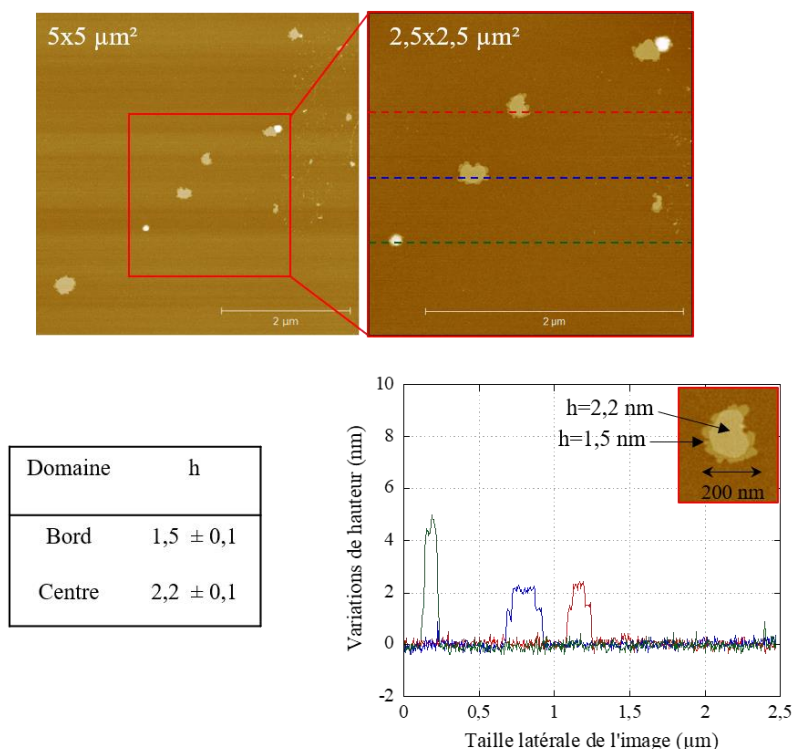 5x5 µm²
2,5x2,5 µm²
2 µm
2 µm
Domaine h
Bord 1,5 ± 0,1
Centre 2,2 ± 0,1
Variations de hauteur (nm)
10
8
6
4
2
0
-2
h=2,2 nm
h=1,5 nm
200 nm
0 0,5 1 1,5 2 2,5
Taille latérale de l'image (µm)